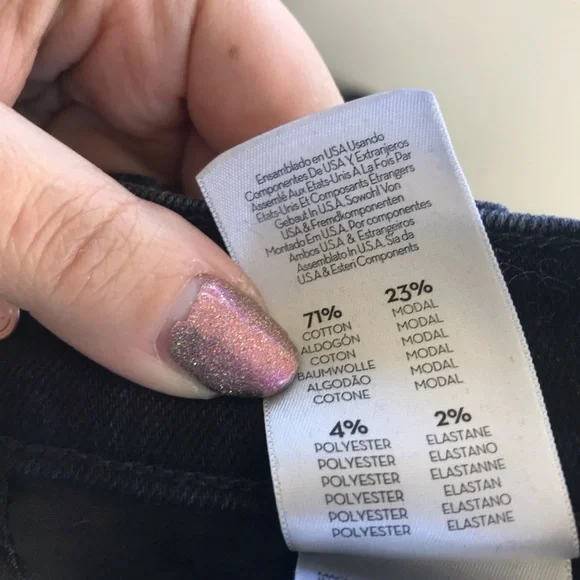 Ensamblado en USA Usando
Componentes De USA Y Extranjeros
Assemblé Aux Etats-Unis A La Fois Par
Etats-Unis Et Composants Étrangers
Gebaut In U.S.A. Sowohl Von
USA & Fremdkomponenten
Montado Em U.S.A. Por componentes
Ambos U.S.A & Estrangeiros
Assemblato In U.S.A. Sia da
U.S.A & Esteri Components
71%
COTTON
ALDOGÓN
COTON
BAUMWOLLE
ALGODÃO
COTONE
23%
MODAL
MODAL
MODAL
MODAL
MODAL
MODAL
4%
POLYESTER
POLYESTER
POLYESTER
POLYESTER
POLYESTER
POLYESTER
2%
ELASTANE
ELASTANO
ELASTANNE
ELASTAN
ELASTANO
ELASTANE